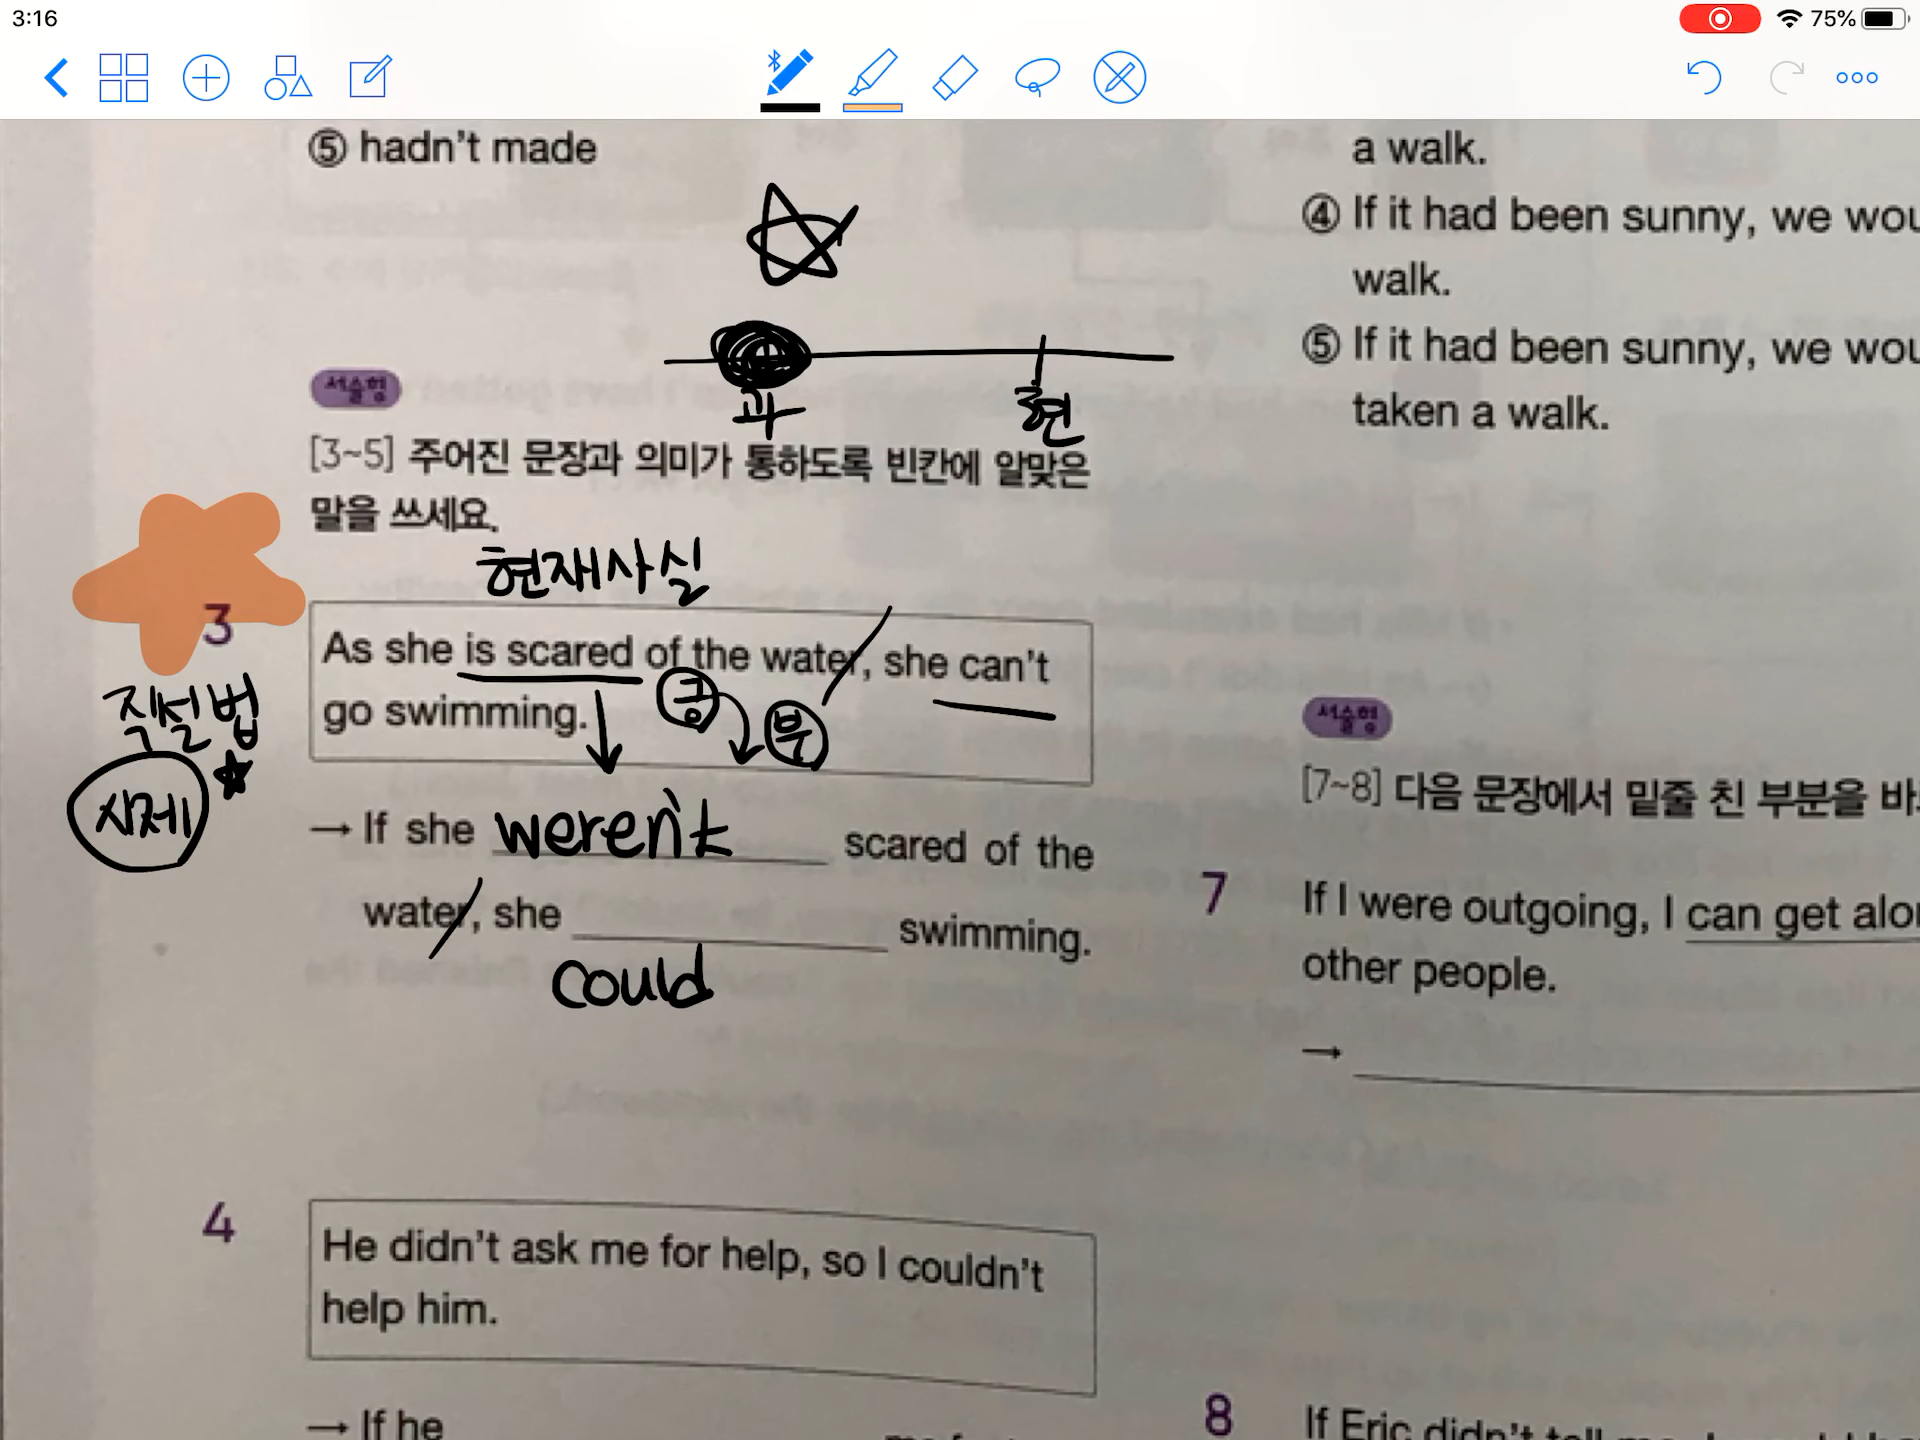 3:16
75%
⑤ hadn't made
과
현
서술형
[3~5] 주어진 문장과 의미가 통하도록 빈칸에 알맞은
말을 쓰세요.
현재사실
3
As she is scared of the water, she can't
go swimming.
긍
부
직설법
시제
→ If she weren't scared of the
water, she swimming.
could
4
He didn't ask me for help, so I couldn't
help him.
→ If he
a walk.
④ If it had been sunny, we wou
walk.
⑤ If it had been sunny, we wou
taken a walk.
서술형
[7~8] 다음 문장에서 밑줄 친 부분을 바
7
If I were outgoing, I can get alo
other people.
→
8
If Eric didn't tell